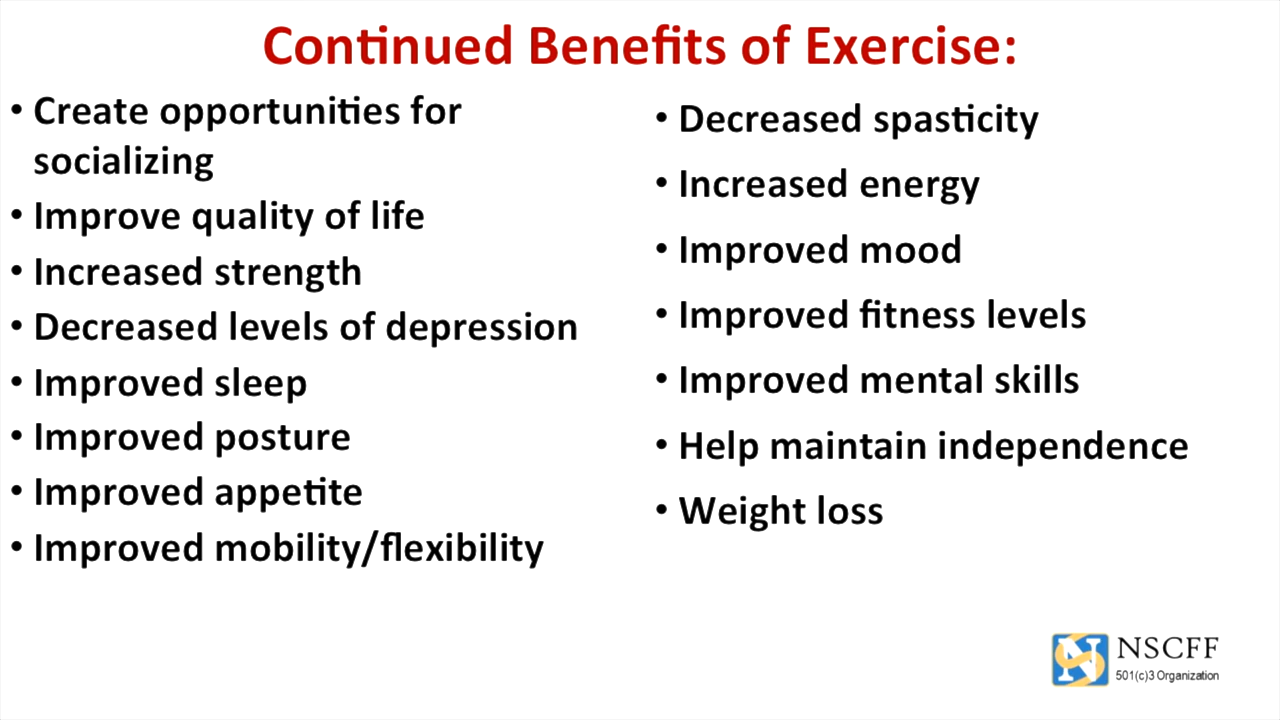 Continued Benefits of Exercise:
• Create opportunities for
socializing
• Improve quality of life
• Increased strength
• Decreased levels of depression
• Improved sleep
• Improved posture
• Improved appetite
• Improved mobility/flexibility
• Decreased spasticity
• Increased energy
• Improved mood
• Improved fitness levels
• Improved mental skills
• Help maintain independence
• Weight loss
NSCFF
501(c)3 Organization